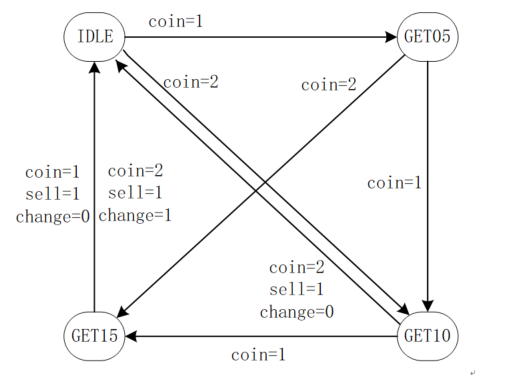 coin=1
IDLE
GET05
coin=2
coin=2
coin=1
coin=2
sell=1
sell=1
change=0
change=1
coin=1
coin=2
sell=1
change=0
GET15
GET10
coin=1